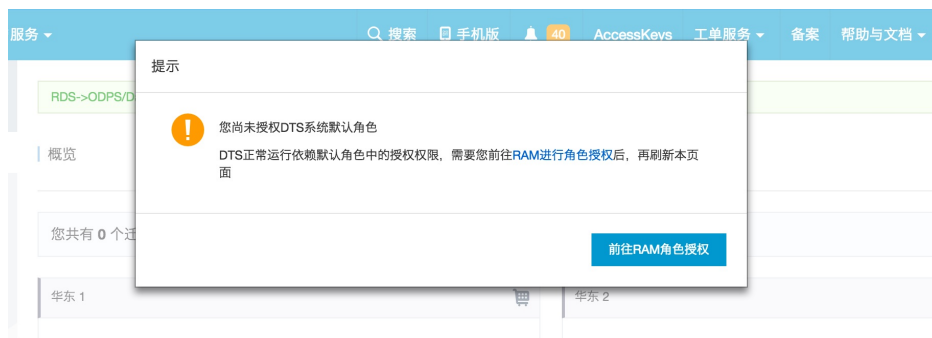 服务
搜索
手机版
40
AccessKeys
工单服务
备案
帮助与文档
提示
RDS->ODPS/D
您尚未授权DTS系统默认角色
DTS正常运行依赖默认角色中的授权权限，需要您前往RAM进行角色授权后，再刷新本页
面
概览
您共有 0 个迁
前往RAM角色授权
华东 1
华东 2